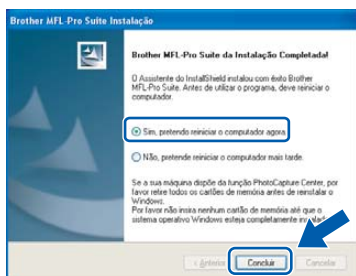 Brother MFL-Pro Suite Instalação
Brother MFL-Pro Suite da Instalação Completada!
O Assistente do InstallShield instalou com êxito Brother
MFL-Pro Suite. Antes de utilizar o programa, deve reiniciar o
computador.
Sim, pretendo reiniciar o computador agora.
Não, pretende reiniciar o computador mais tarde.
Se a sua máquina dispõe da função PhotoCapture Center, por
favor retire todos os cartões de memória antes de reinstalar o
Windows.
Por favor não insira nenhum cartão de memória até que o
sistema operativo Windows esteja completamente instalado.
< Anterior
Concluir
Cancelar